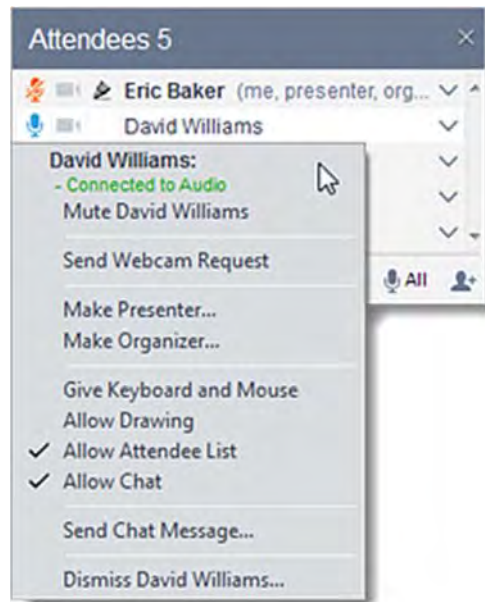 Attendees 5
Eric Baker (me, presenter, org...
David Williams
David Williams:
- Connected to Audio
Mute David Williams
All
Send Webcam Request
Make Presenter...
Make Organizer...
Give Keyboard and Mouse
Allow Drawing
Allow Attendee List
Allow Chat
Send Chat Message...
Dismiss David Williams...